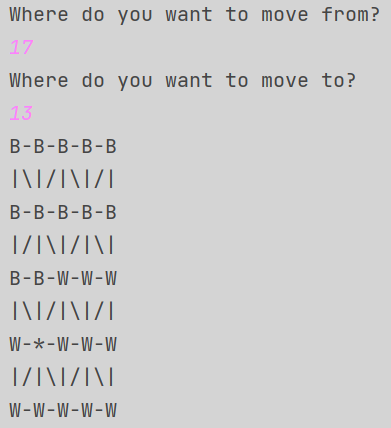 Where do you want to move from?
17
Where do you want to move to?
13
B-B-B-B-B
|\|/|\|/|
B-B-B-B-B
|/|\|/|\|
B-B-W-W-W
|\|/|\|/|
W-*-W-W-W
|/|\|/|\|
W-W-W-W-W